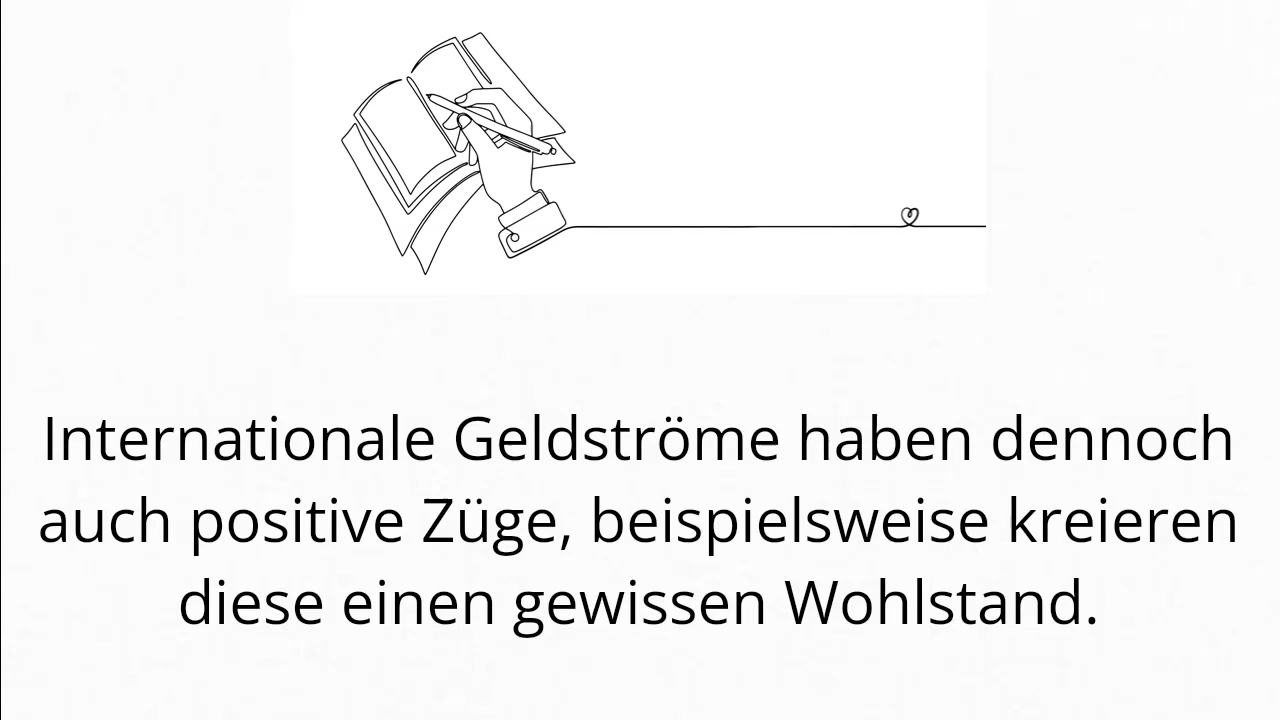 Internationale Geldströme haben dennoch
auch positive Züge, beispielsweise kreieren
diese einen gewissen Wohlstand.